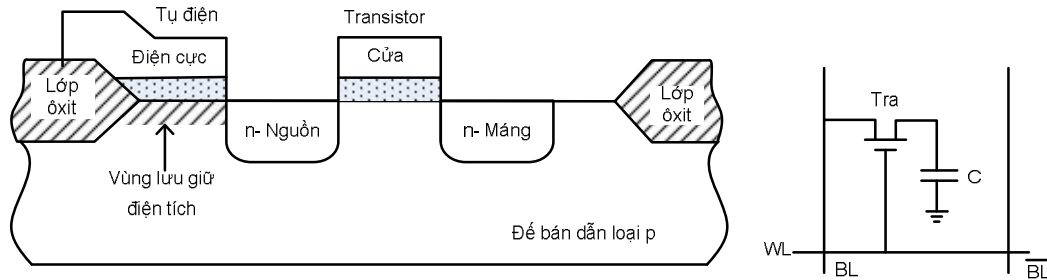 Tụ điện
Transistor
Điện cực
Cửa
Lớp
ôxit
n- Nguồn
n- Máng
Lớp
ôxit
Vùng lưu giữ
điện tích
Đế bán dẫn loại p
Tra
C
WL
BL
BL